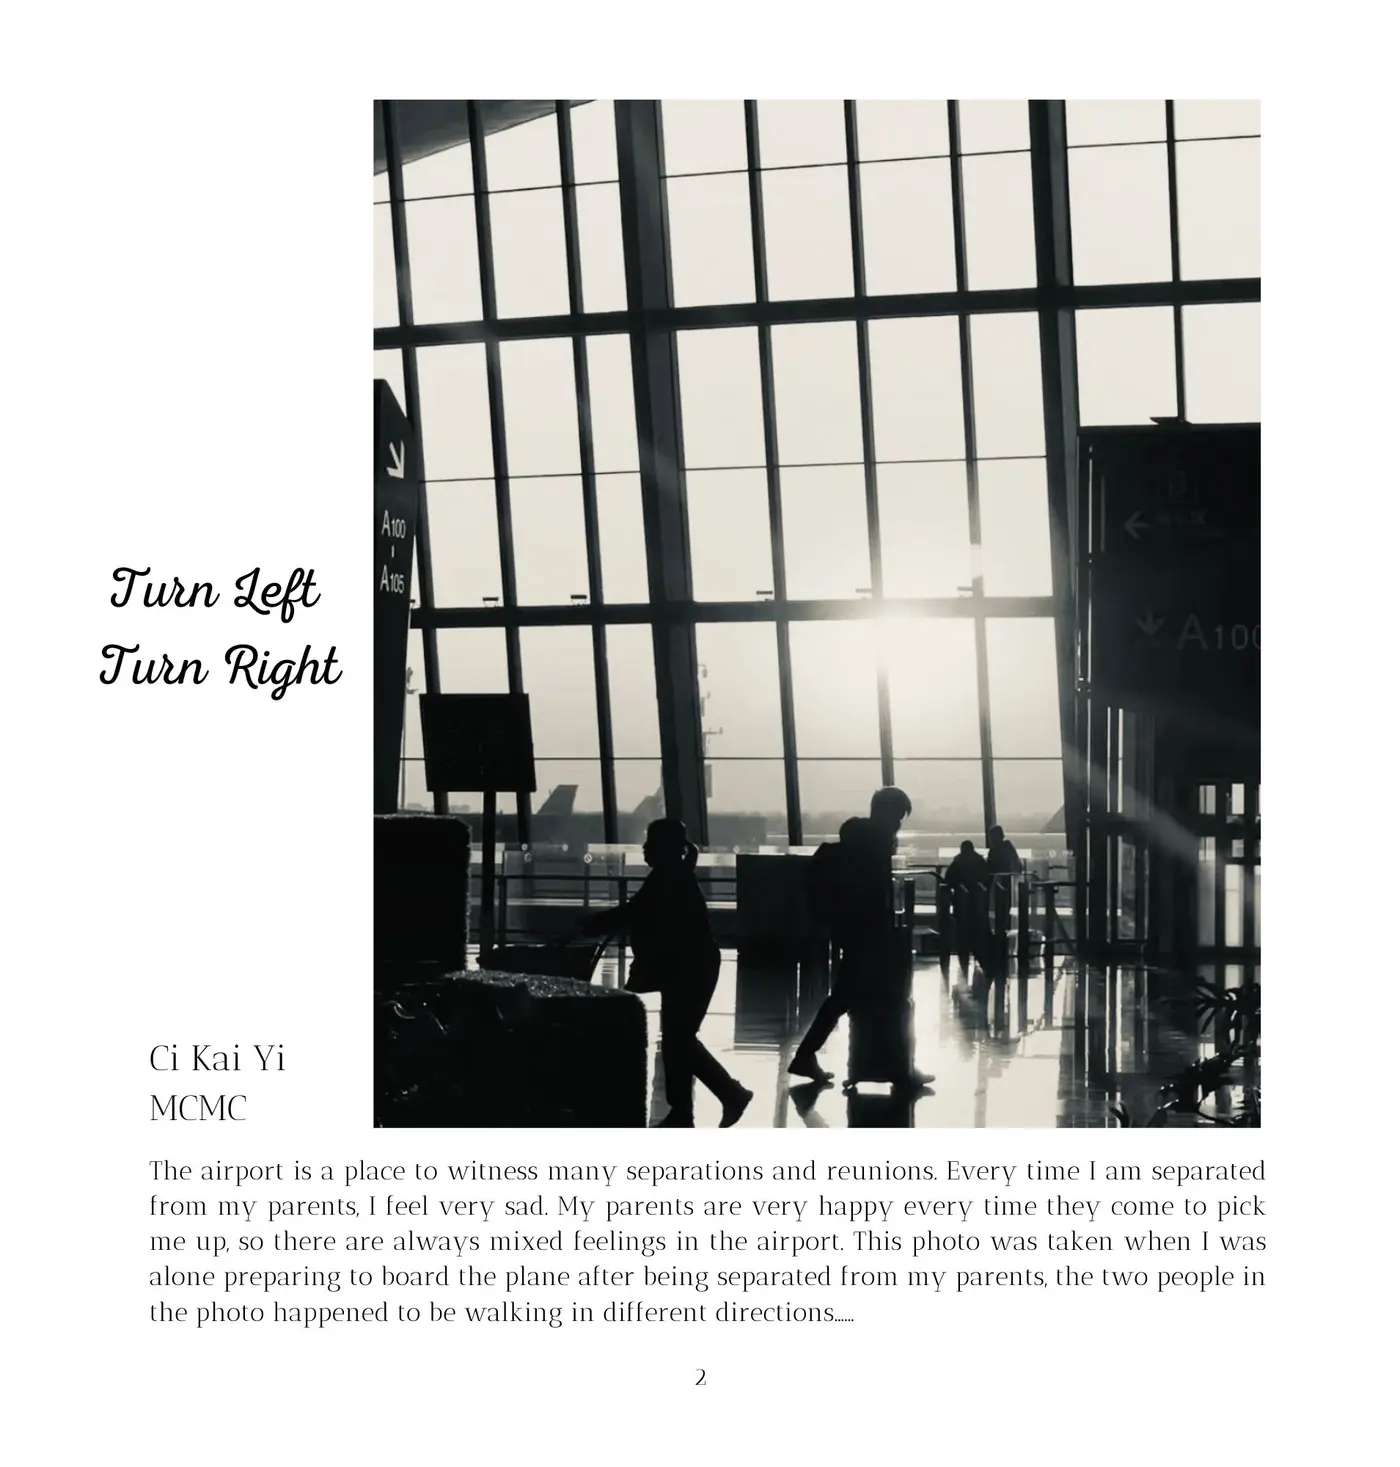 Turn Left
Turn Right
A100
A105
A100
Ci Kai Yi
MCMC
The airport is a place to witness many separations and reunions. Every time I am separated
from my parents, I feel very sad. My parents are very happy every time they come to pick
me up, so there are always mixed feelings in the airport. This photo was taken when I was
alone preparing to board the plane after being separated from my parents, the two people in
the photo happened to be walking in different directions......
2